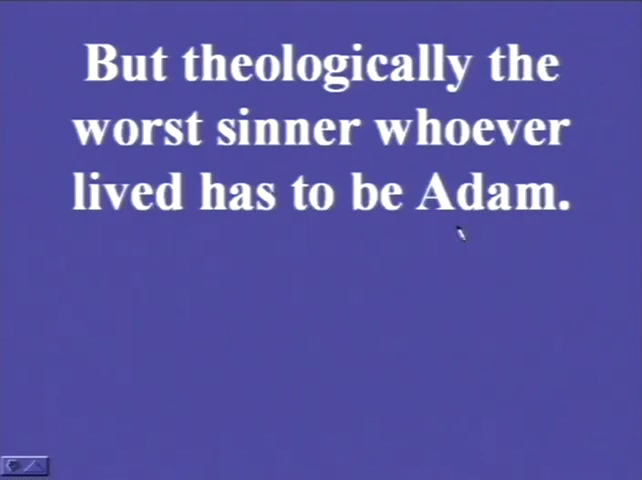 But theologically the
worst sinner whoever
lived has to be Adam.